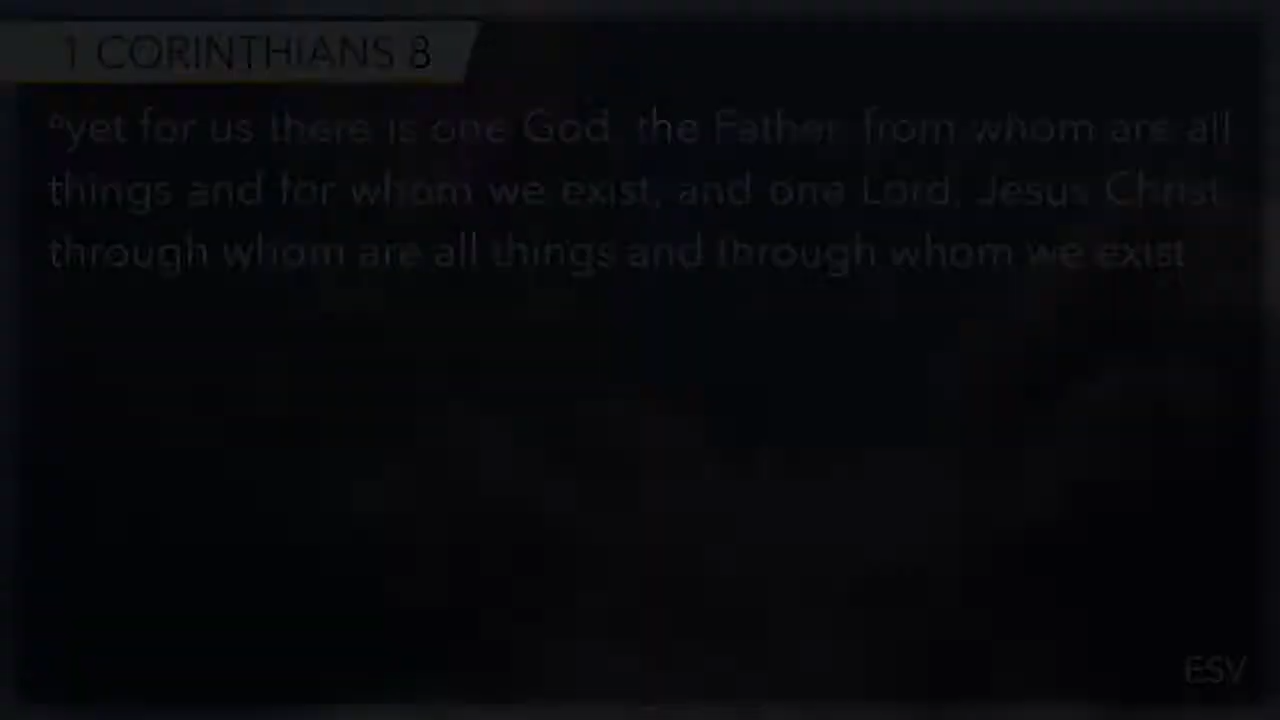 1 CORINTHIANS 8
⁶yet for us there is one God, the Father, from whom are all
things and for whom we exist, and one Lord, Jesus Christ,
through whom are all things and through whom we exist.
ESV